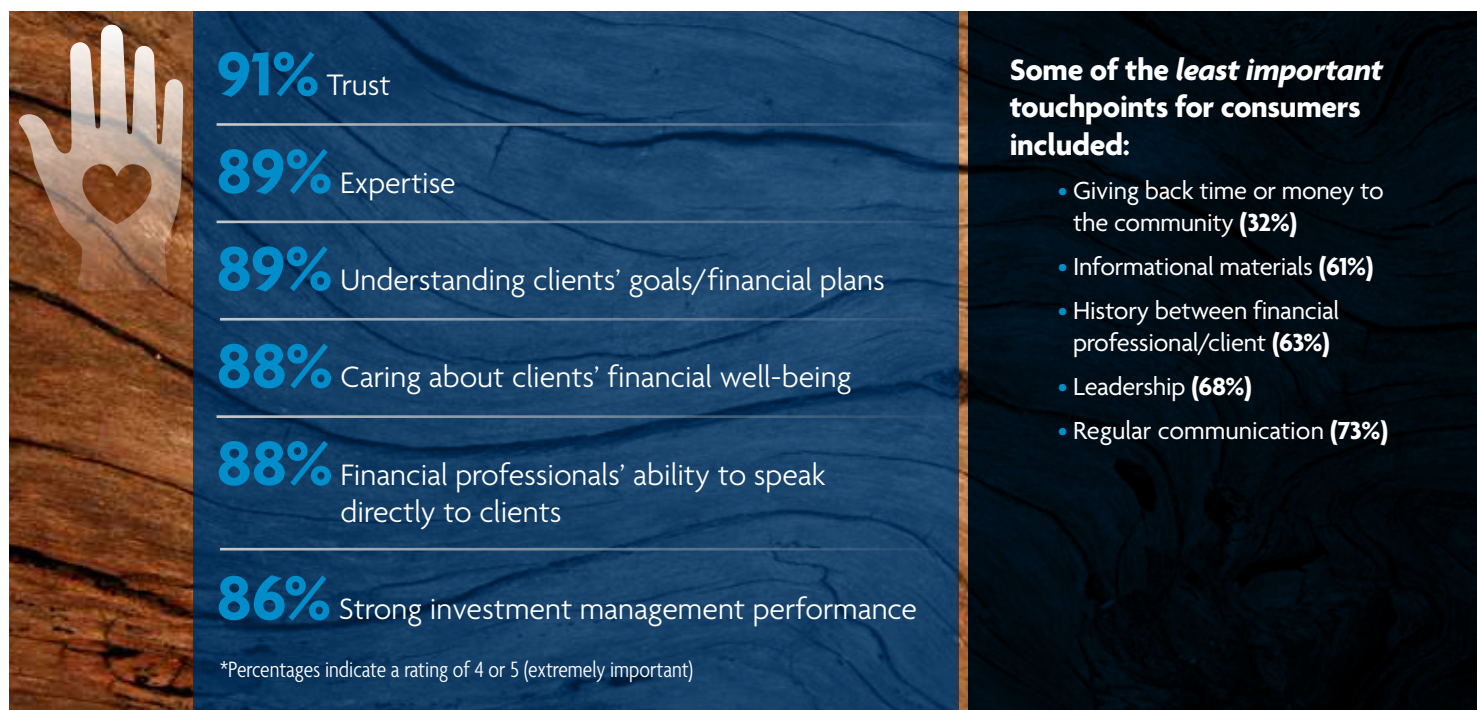 91% Trust
89% Expertise
89% Understanding clients’ goals/financial plans
88% Caring about clients’ financial well-being
88% Financial professionals’ ability to speak
directly to clients
86% Strong investment management performance
*Percentages indicate a rating of 4 or 5 (extremely important)
Some of the least important
touchpoints for consumers
included:
• Giving back time or money to
the community (32%)
• Informational materials (61%)
• History between financial
professional/client (63%)
• Leadership (68%)
• Regular communication (73%)